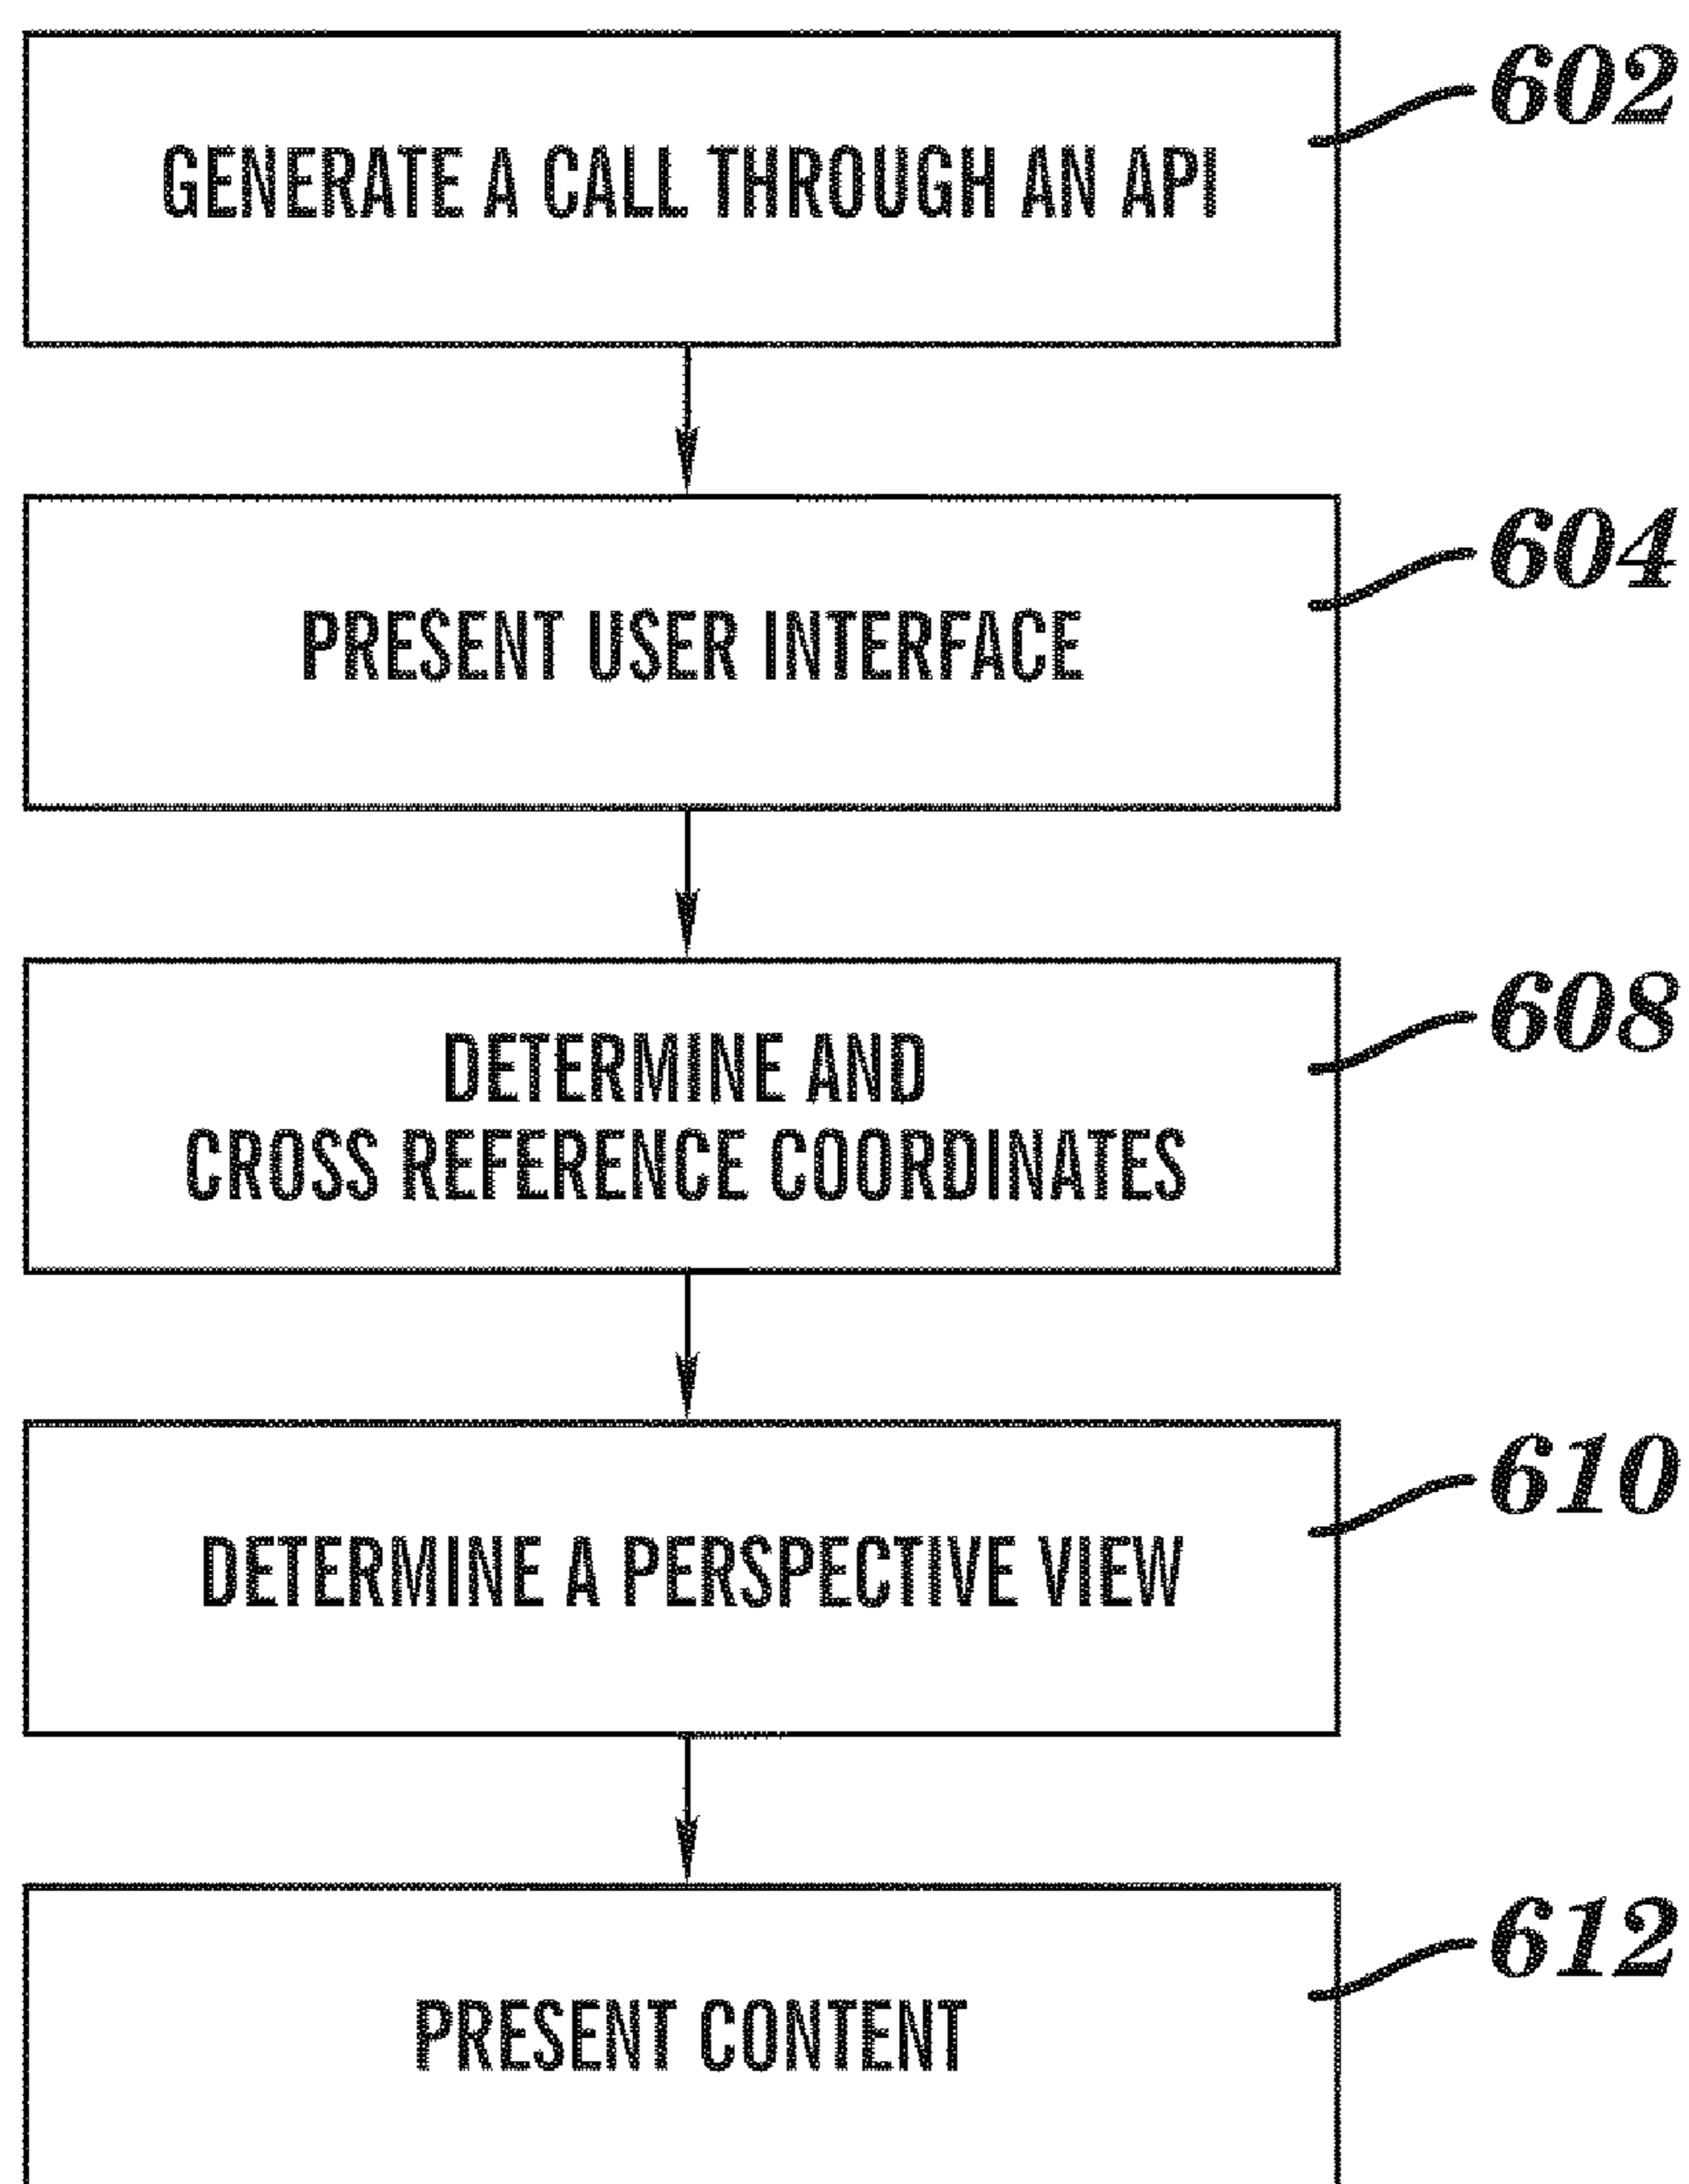 GENERATE A CALL THROUGH AN API
602
PRESENT USER INTERFACE
604
DETERMINE AND
CROSS REFERENCE COORDINATES
608
DETERMINE A PERSPECTIVE VIEW
610
PRESENT CONTENT
612